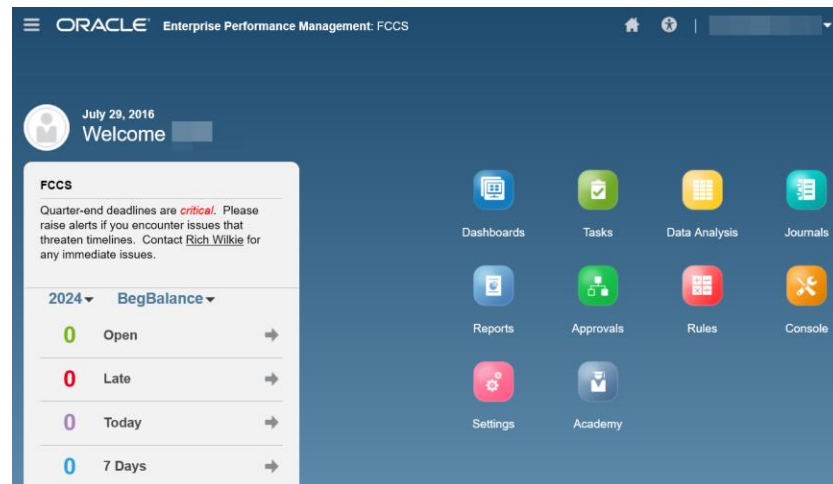 ORACLE Enterprise Performance Management: FCCS
July 29, 2016
Welcome
FCCS
Quarter-end deadlines are critical. Please
raise alerts if you encounter issues that
threaten timelines. Contact Rich Wilkie for
any immediate issues.
2024 BegBalance
0 Open
0 Late
0 Today
0 7 Days
Dashboards Tasks Data Analysis Journals
Reports Approvals Rules Console
Settings Academy